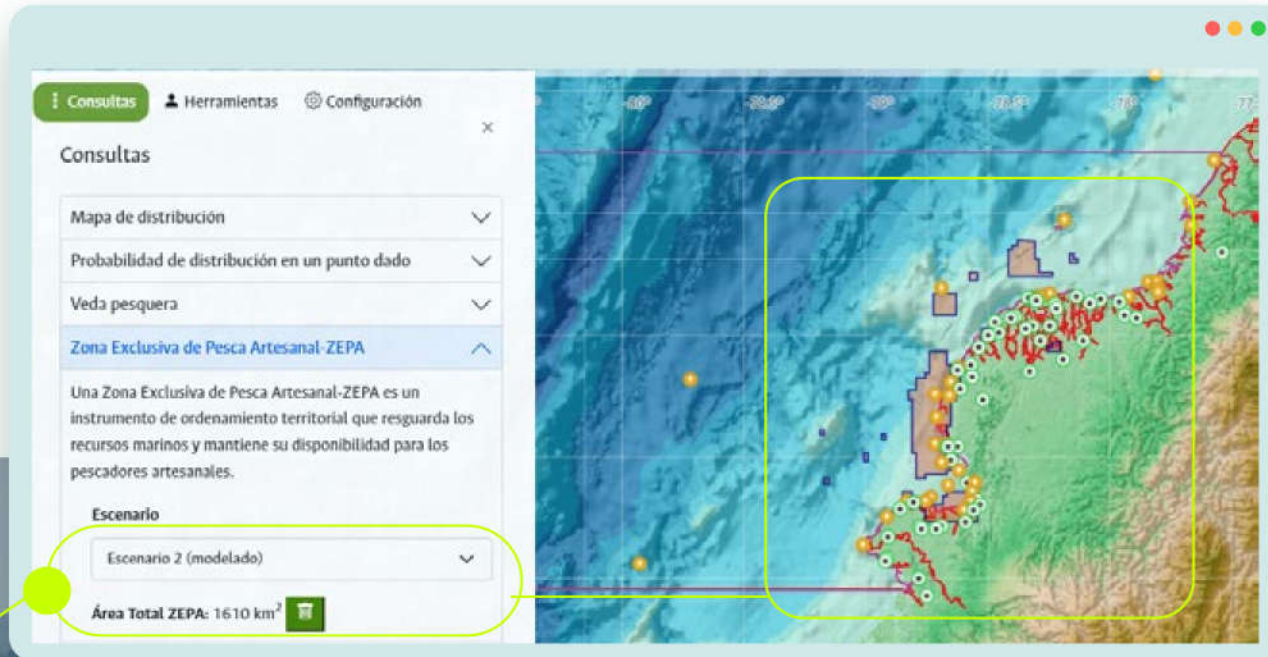 Consultas
Herramientas
Configuración
Consultas
Mapa de distribución
Probabilidad de distribución en un punto dado
Veda pesquera
Zona Exclusiva de Pesca Artesanal-ZEPA
Una Zona Exclusiva de Pesca Artesanal-ZEPA es un
instrumento de ordenamiento territorial que resguarda los
recursos marinos y mantiene su disponibilidad para los
pescadores artesanales.
Escenario
Escenario 2 (modelado)
Área Total ZEPA: 1610 km²